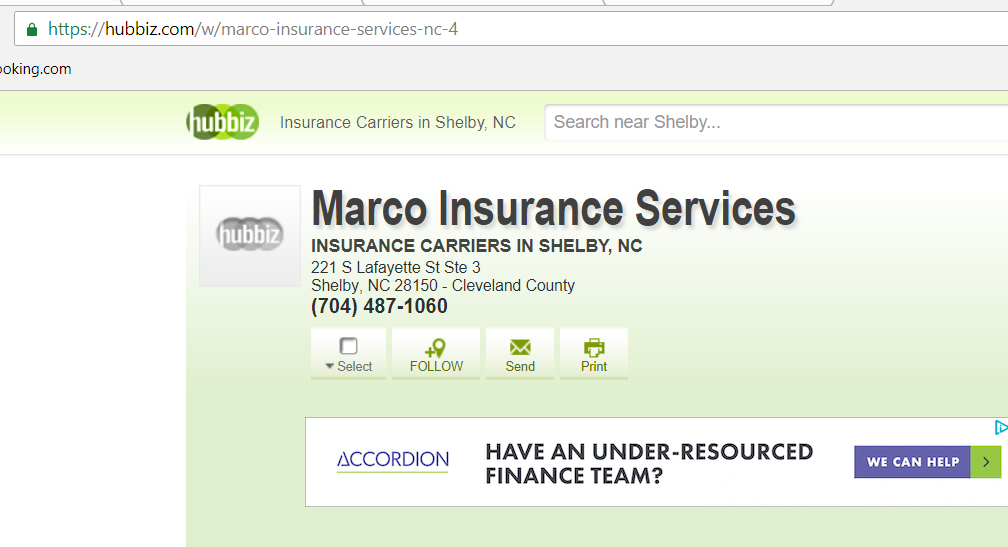 https://hubbiz.com/w/marco-insurance-services-nc-4
ooking.com
hubbiz Insurance Carriers in Shelby, NC Search near Shelby...
hubbiz
Marco Insurance Services
INSURANCE CARRIERS IN SHELBY, NC
221 S Lafayette St Ste 3
Shelby, NC 28150 - Cleveland County
(704) 487-1060
Select FOLLOW Send Print
ACCORDION
HAVE AN UNDER-RESOURCED
FINANCE TEAM?
WE CAN HELP